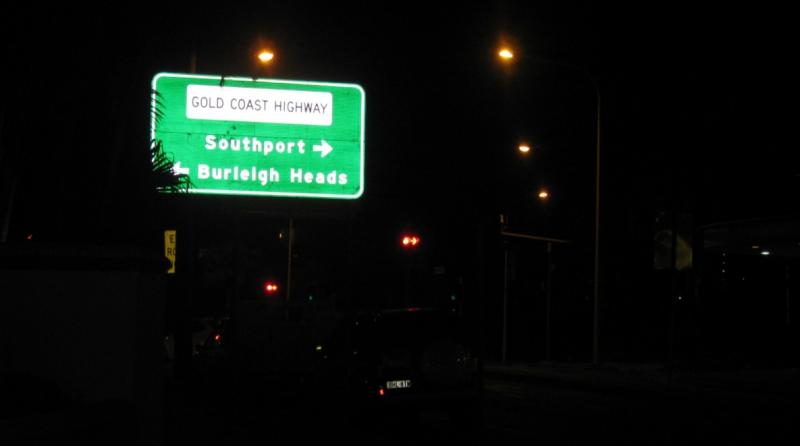 GOLD COAST HIGHWAY
Southport →
← Burleigh Heads